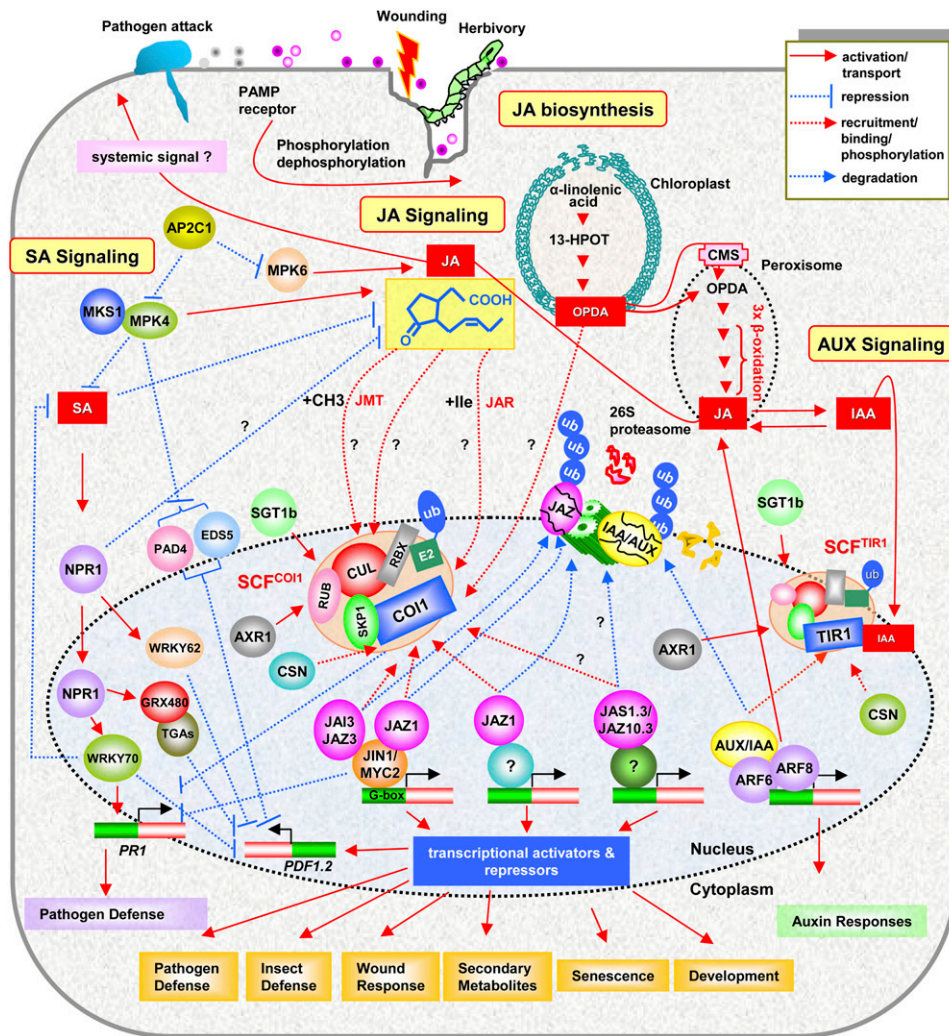 Pathogen attack
Wounding
Herbivory
activation/
transport
repression
recruitment/
binding/
phosphorylation
degradation
PAMP
receptor
JA biosynthesis
systemic signal ?
Phosphorylation
dephosphorylation
α-linolenic
acid
Chloroplast
13-HPOT
OPDA
JA Signaling
AP2C1
SA Signaling
MPK6
JA
COOH
O
CMS
Peroxisome
OPDA
3x β-oxidation
JA
AUX Signaling
IAA
MKS1
MPK4
SA
+CH3
JMT
+Ile
JAR
?
?
?
?
?
26S
proteasome
ub
ub
ub
JAZ
ub
ub
ub
IAA/AUX
SGT1b
SGT1b
PAD4
EDS5
NPR1
SCFCOI1
RUB
CUL
RBX
E2
ub
SKP1
COI1
SCFTIR1
ub
TIR1
IAA
AXR1
CSN
AXR1
CSN
WRKY62
NPR1
GRX480
TGAs
WRKY70
?
?
JAI3
JAZ3
JAZ1
JIN1/
MYC2
G-box
JAZ1
?
JAS1.3/
JAZ10.3
?
AUX/IAA
ARF6
ARF8
PR1
PDF1.2
transcriptional activators &
repressors
Nucleus
Cytoplasm
Pathogen Defense
Auxin Responses
Pathogen
Defense
Insect
Defense
Wound
Response
Secondary
Metabolites
Senescence
Development